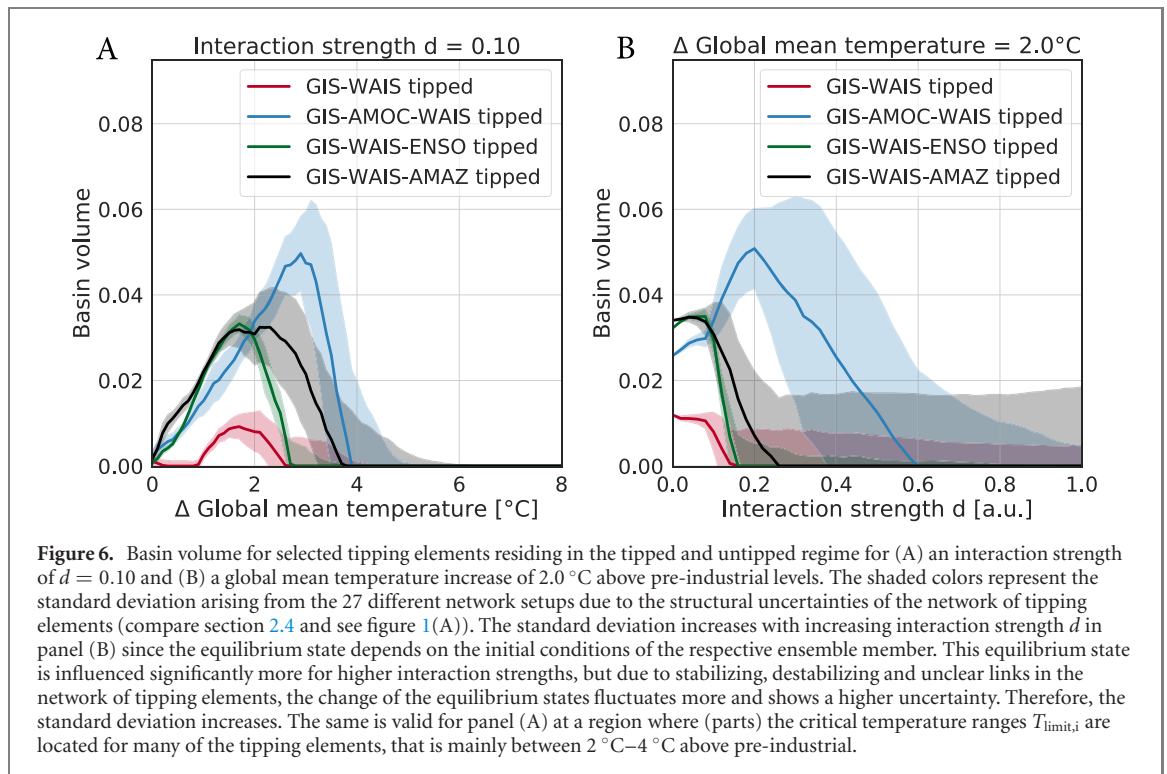 A
Interaction strength d = 0.10
GIS-WAIS tipped
GIS-AMOC-WAIS tipped
GIS-WAIS-ENSO tipped
GIS-WAIS-AMAZ tipped
Basin volume
0.08
0.06
0.04
0.02
0.00
0 2 4 6 8
Δ Global mean temperature [°C]
B
Δ Global mean temperature = 2.0°C
GIS-WAIS tipped
GIS-AMOC-WAIS tipped
GIS-WAIS-ENSO tipped
GIS-WAIS-AMAZ tipped
Basin volume
0.08
0.06
0.04
0.02
0.00
0.0 0.2 0.4 0.6 0.8 1.0
Interaction strength d [a.u.]
Figure 6. Basin volume for selected tipping elements residing in the tipped and untipped regime for (A) an interaction strength
of d = 0.10 and (B) a global mean temperature increase of 2.0 °C above pre-industrial levels. The shaded colors represent the
standard deviation arising from the 27 different network setups due to the structural uncertainties of the network of tipping
elements (compare section 2.4 and see figure 1(A)). The standard deviation increases with increasing interaction strength d in
panel (B) since the equilibrium state depends on the initial conditions of the respective ensemble member. This equilibrium state
is influenced significantly more for higher interaction strengths, but due to stabilizing, destabilizing and unclear links in the
network of tipping elements, the change of the equilibrium states fluctuates more and shows a higher uncertainty. Therefore, the
standard deviation increases. The same is valid for panel (A) at a region where (parts) the critical temperature ranges T_limit,i are
located for many of the tipping elements, that is mainly between 2 °C–4 °C above pre-industrial.